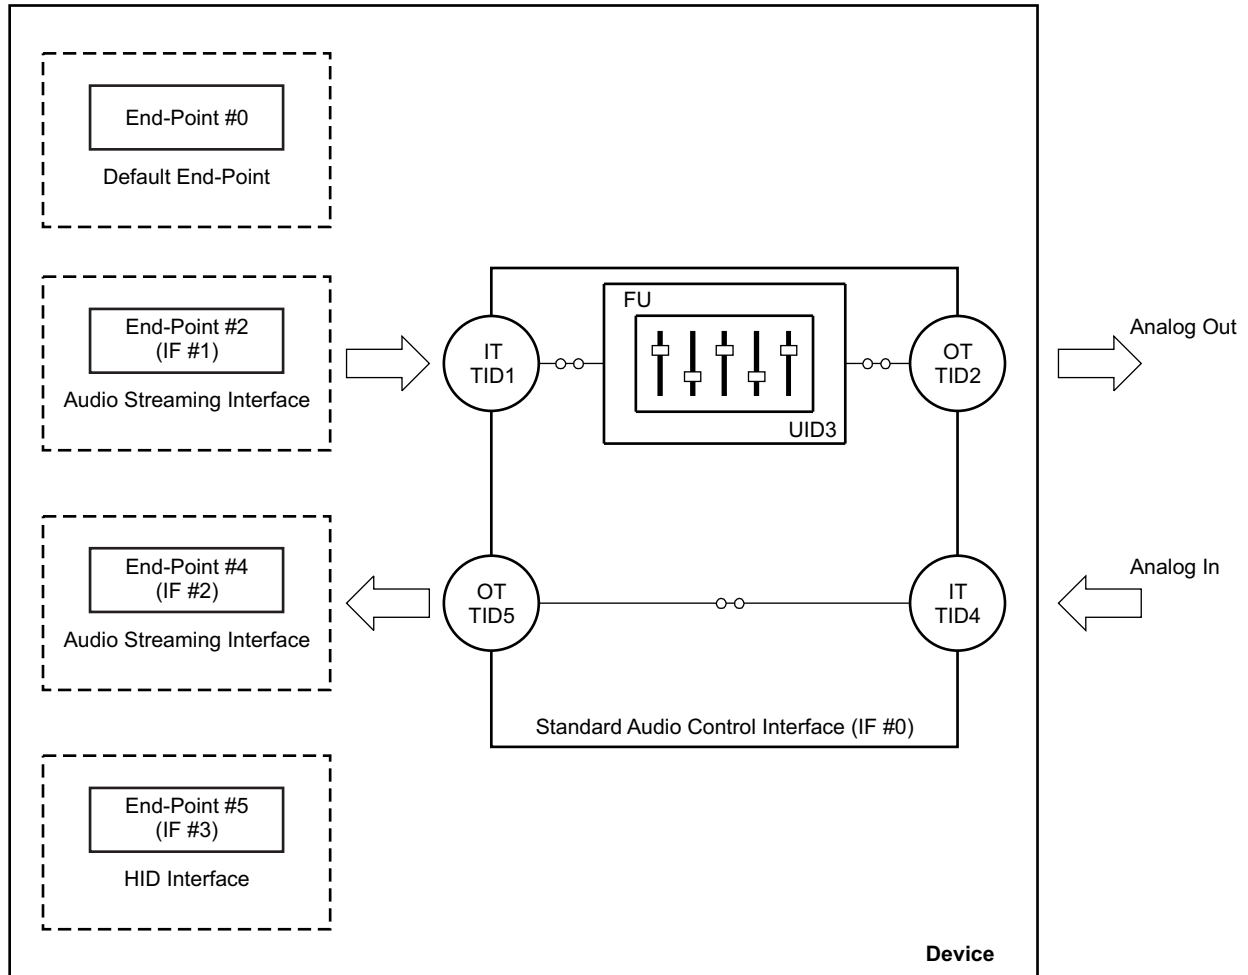 End-Point #0
Default End-Point
End-Point #2
(IF #1)
Audio Streaming Interface
IT
TID1
FU
UID3
OT
TID2
Analog Out
End-Point #4
(IF #2)
Audio Streaming Interface
OT
TID5
IT
TID4
Analog In
Standard Audio Control Interface (IF #0)
End-Point #5
(IF #3)
HID Interface
Device